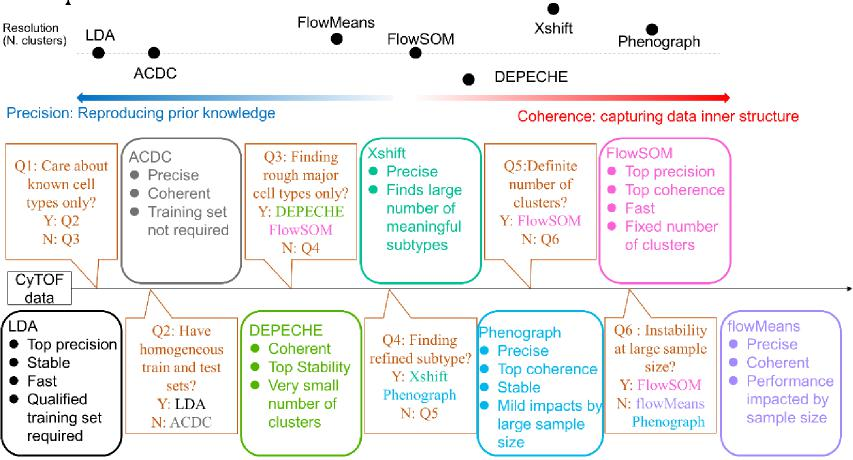 Resolution
(N. clusters)
LDA
ACDC
FlowMeans
FlowSOM
DEPECHE
Xshift
Phenograph
Precision: Reproducing prior knowledge
Coherence: capturing data inner structure
Q1: Care about
known cell
types only?
Y: Q2
N: Q3
ACDC
● Precise
● Coherent
● Training set
not required
Q3: Finding
rough major
cell types only?
Y: DEPECHE
FlowSOM
N: Q4
Xshift
● Precise
● Finds large
number of
meaningful
subtypes
Q5:Definite
number of
clusters?
Y: FlowSOM
N: Q6
FlowSOM
● Top precision
● Top coherence
● Fast
● Fixed number
of clusters
CyTOF
data
LDA
● Top precision
● Stable
● Fast
● Qualified
training set
required
Q2: Have
homogeneous
train and test
sets?
Y: LDA
N: ACDC
DEPECHE
● Coherent
● Top Stability
● Very small
number of
clusters
Q4: Finding
refined subtype?
Y: Xshift
Phenograph
N: Q5
Phenograph
● Precise
● Top coherence
● Stable
● Mild impacts by
large sample
size
Q6 : Instability
at large sample
size?
Y: FlowSOM
N: flowMeans
Phenograph
flowMeans
● Precise
● Coherent
● Performance
impacted by
sample size